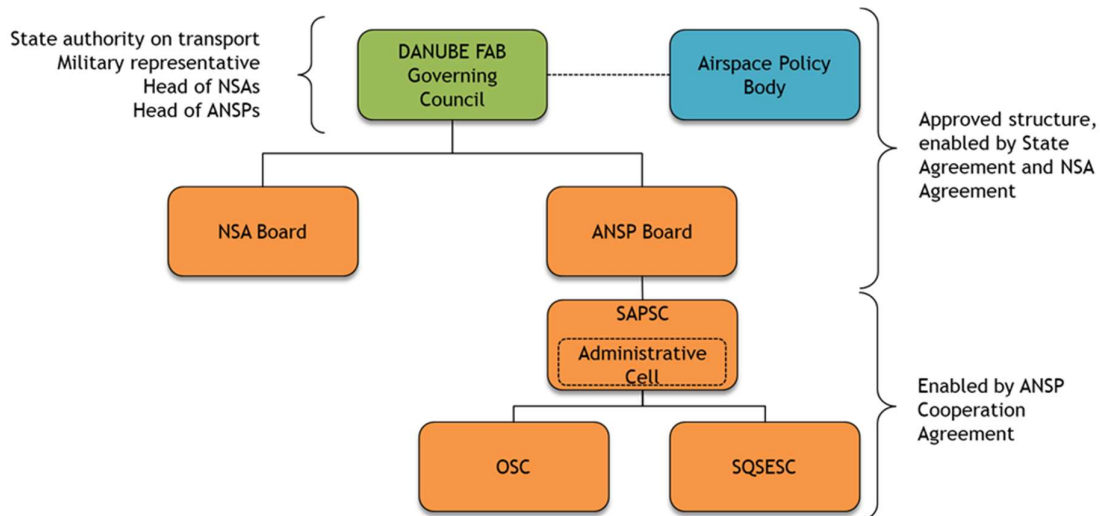 State authority on transport
Military representative
Head of NSAs
Head of ANSPs
DANUBE FAB
Governing
Council
Airspace Policy
Body
Approved structure,
enabled by State
Agreement and NSA
Agreement
NSA Board
ANSP Board
SAPSC
Administrative
Cell
Enabled by ANSP
Cooperation
Agreement
OSC
SQSESC